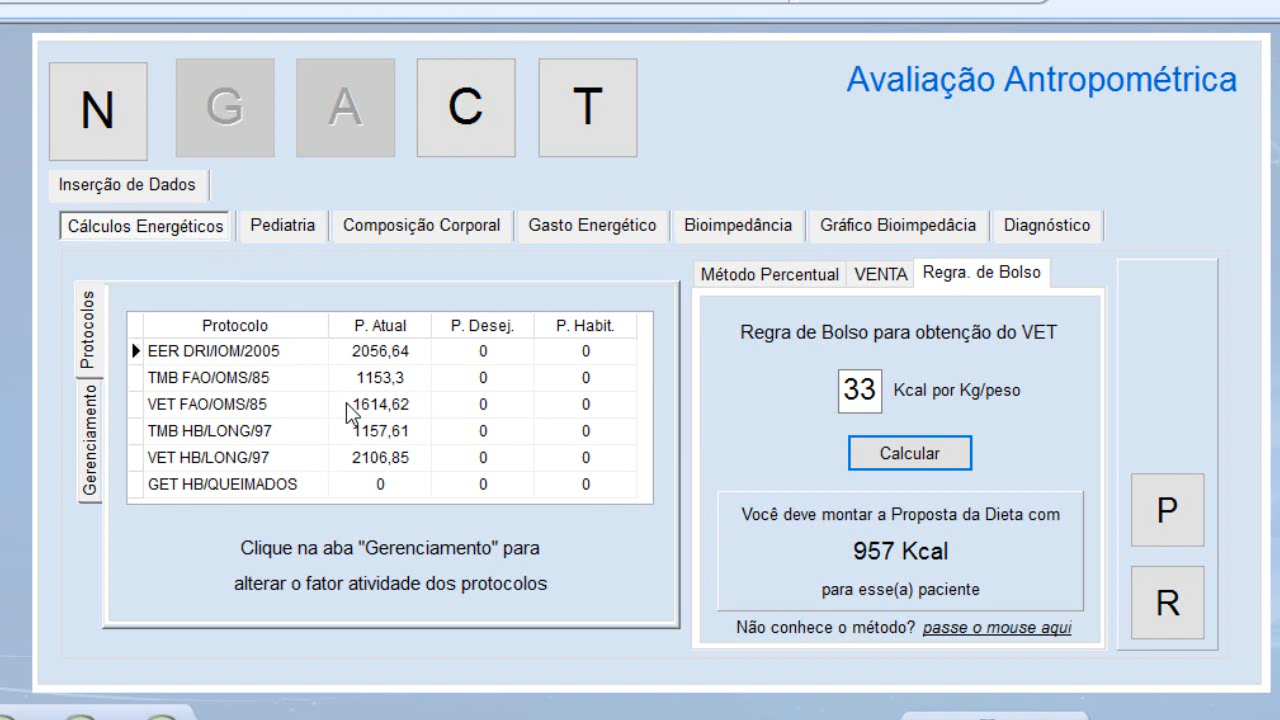 N G A C T
Avaliação Antropométrica
Inserção de Dados
Cálculos Energéticos Pediatria Composição Corporal Gasto Energético Bioimpedância Gráfico Bioimpedâcia Diagnóstico
Protocolos
Gerenciamento
Protocolo P. Atual P. Desej. P. Habit.
EER DRI/IOM/2005 2056,64 0 0
TMB FAO/OMS/85 1153,3 0 0
VET FAO/OMS/85 1614,62 0 0
TMB HB/LONG/97 1157,61 0 0
VET HB/LONG/97 2106,85 0 0
GET HB/QUEIMADOS 0 0 0
Clique na aba "Gerenciamento" para
alterar o fator atividade dos protocolos
Método Percentual VENTA Regra. de Bolso
Regra de Bolso para obtenção do VET
33 Kcal por Kg/peso
Calcular
Você deve montar a Proposta da Dieta com
957 Kcal
para esse(a) paciente
Não conhece o método? passe o mouse aqui
P
R